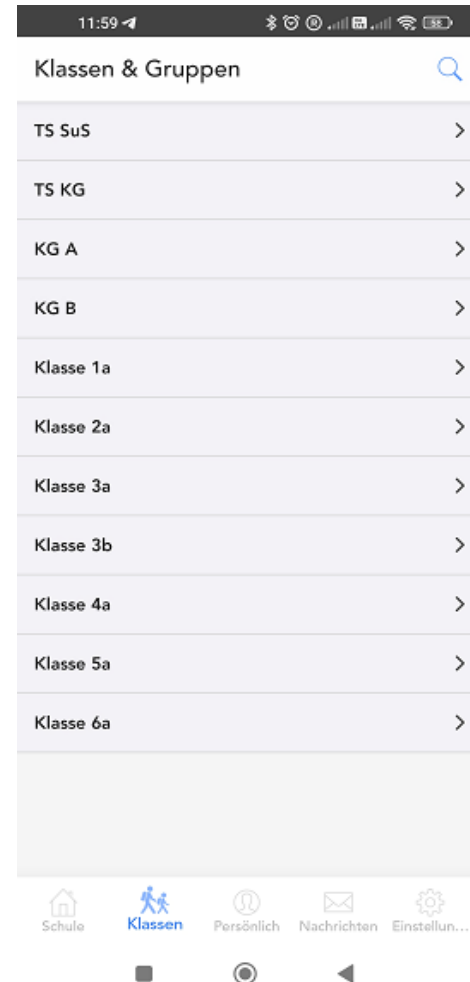 11:59
58
Klassen & Gruppen
TS SuS
TS KG
KG A
KG B
Klasse 1a
Klasse 2a
Klasse 3a
Klasse 3b
Klasse 4a
Klasse 5a
Klasse 6a
Schule Klassen Persönlich Nachrichten Einstellun...